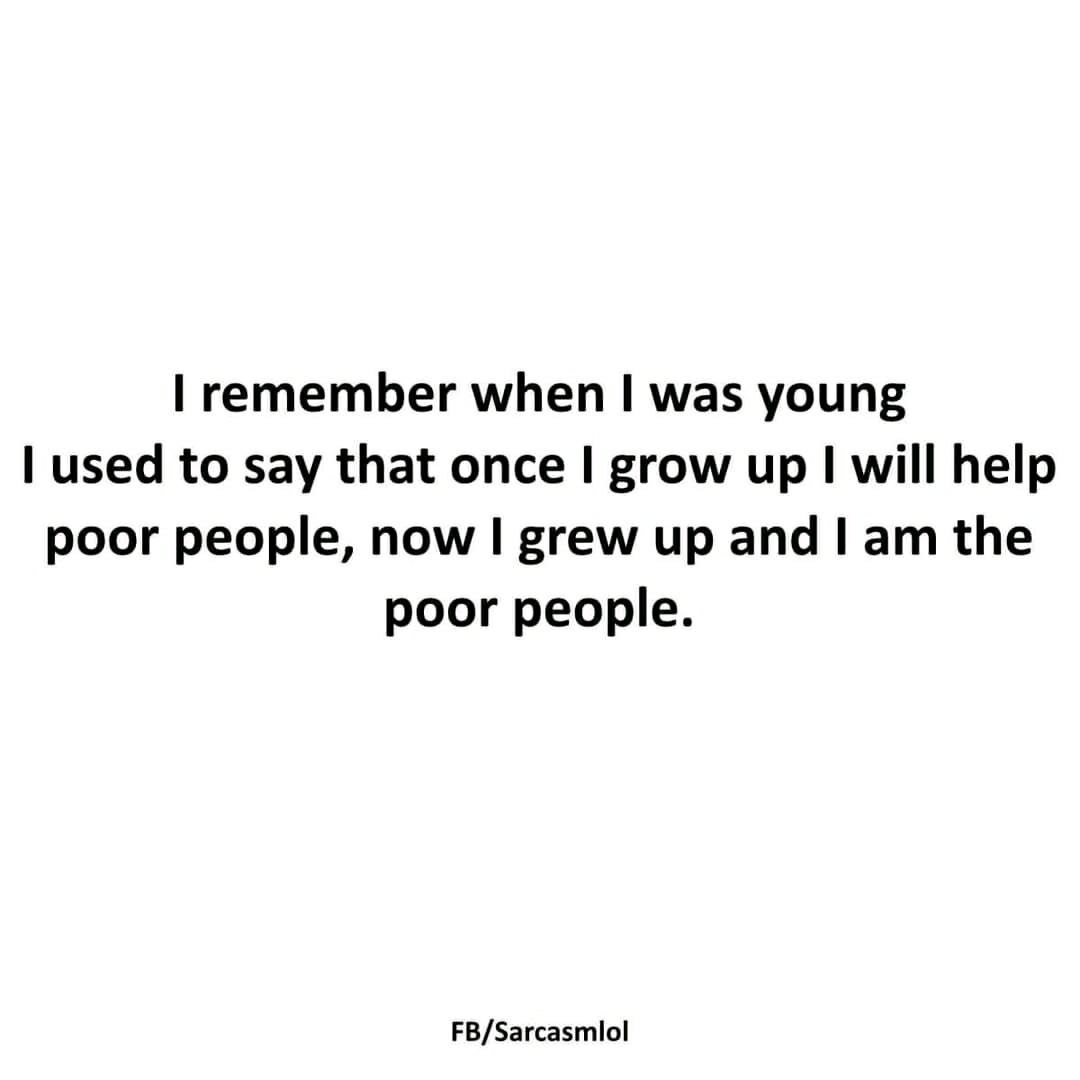 I remember when I was young
I used to say that once I grow up I will help
poor people, now I grew up and I am the
poor people.
FB/Sarcasmlol